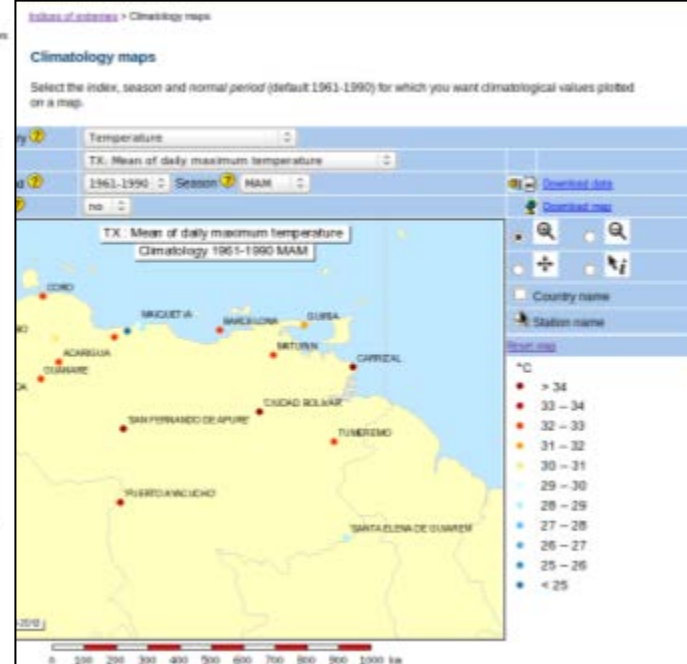 Indices of extremes > Climatology maps
Climatology maps
Select the index, season and normal period (default 1961-1990) for which you want climatological values plotted
on a map.
Temperature
TX. Mean of daily maximum temperature
1961-1990 Season MAM
Download data
no
Download map
TX : Mean of daily maximum temperature
Climatology 1961-1990 MAM
CORO
MAIQUETIA
BARCELONA
GUIRIA
Country name
Station name
MATURIN
ACARIGUA
GUANARE
CARRIZAL
Reset map
°C
> 34
33 – 34
32 – 33
31 – 32
30 – 31
29 – 30
28 – 29
27 – 28
26 – 27
25 – 26
< 25
'CIUDAD BOLIVAR'
'SAN FERNANDO DE APURE'
TUMEREMO
'PUERTO AYACUCHO'
'SANTA ELENA DE GUAIREM'
0 100 200 300 400 500 600 700 800 900 1000 km